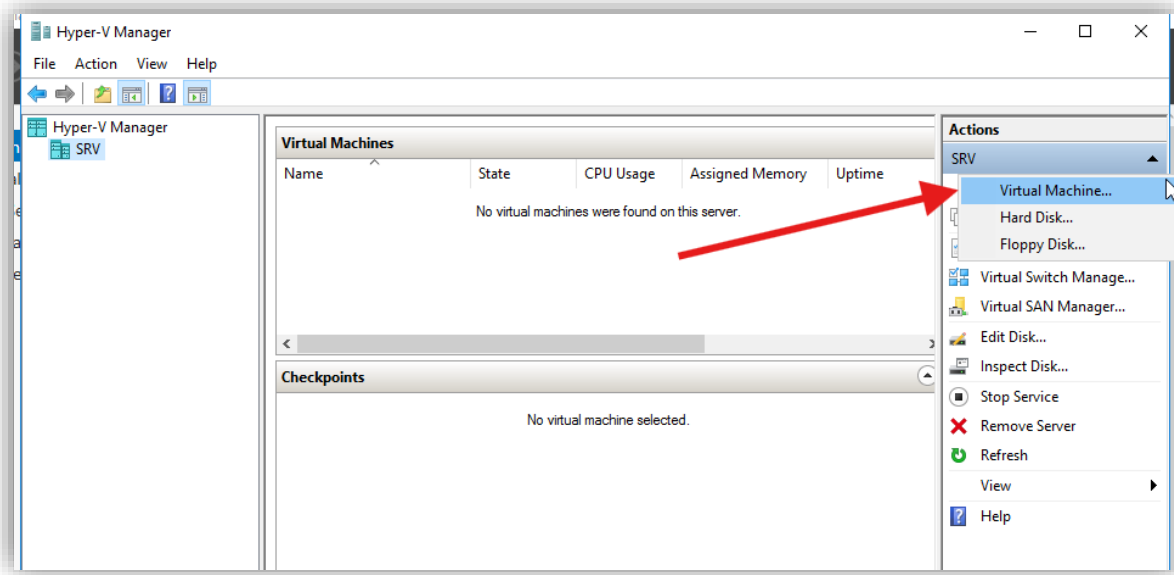 Hyper-V Manager
File Action View Help
Hyper-V Manager
SRV
Virtual Machines
Name State CPU Usage Assigned Memory Uptime
No virtual machines were found on this server.
Checkpoints
No virtual machine selected.
Actions
SRV
Virtual Machine...
Hard Disk...
Floppy Disk...
Virtual Switch Manage...
Virtual SAN Manager...
Edit Disk...
Inspect Disk...
Stop Service
Remove Server
Refresh
View
Help